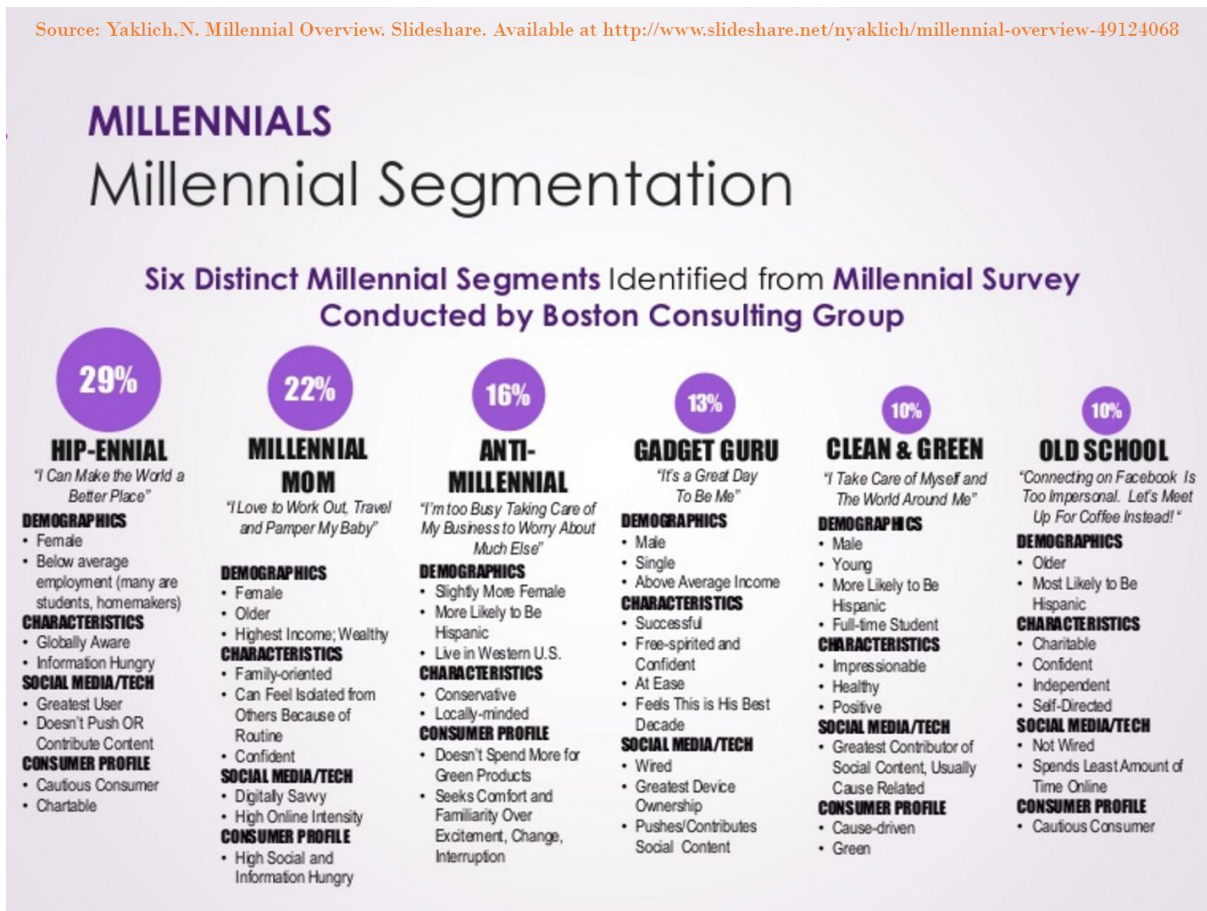 Source: Yaklich,N. Millennial Overview. Slideshare. Available at http://www.slideshare.net/nyaklich/millennial-overview-49124068
MILLENNIALS
Millennial Segmentation
Six Distinct Millennial Segments Identified from Millennial Survey
Conducted by Boston Consulting Group
29%
HIP-ENNIAL
“I Can Make the World a
Better Place”
DEMOGRAPHICS
• Female
• Below average
employment (many are
students, homemakers)
CHARACTERISTICS
• Globally Aware
• Information Hungry
SOCIAL MEDIA/TECH
• Greatest User
• Doesn’t Push OR
Contribute Content
CONSUMER PROFILE
• Cautious Consumer
• Chartable
22%
MILLENNIAL
MOM
“I Love to Work Out, Travel
and Pamper My Baby”
DEMOGRAPHICS
• Female
• Older
• Highest Income; Wealthy
CHARACTERISTICS
• Family-oriented
• Can Feel Isolated from
Others Because of
Routine
• Confident
SOCIAL MEDIA/TECH
• Digitally Savvy
• High Online Intensity
CONSUMER PROFILE
• High Social and
Information Hungry
16%
ANTI-
MILLENNIAL
“I’m too Busy Taking Care of
My Business to Worry About
Much Else”
DEMOGRAPHICS
• Slightly More Female
• More Likely to Be
Hispanic
• Live in Western U.S.
CHARACTERISTICS
• Conservative
• Locally-minded
CONSUMER PROFILE
• Doesn’t Spend More for
Green Products
• Seeks Comfort and
Familiarity Over
Excitement, Change,
Interruption
13%
GADGET GURU
“It’s a Great Day
To Be Me”
DEMOGRAPHICS
• Male
• Single
• Above Average Income
CHARACTERISTICS
• Successful
• Free-spirited and
Confident
• At Ease
• Feels This is His Best
Decade
SOCIAL MEDIA/TECH
• Wired
• Greatest Device
Ownership
• Pushes/Contributes
Social Content
10%
CLEAN & GREEN
“I Take Care of Myself and
The World Around Me”
DEMOGRAPHICS
• Male
• Young
• More Likely to Be
Hispanic
• Full-time Student
CHARACTERISTICS
• Impressionable
• Healthy
• Positive
SOCIAL MEDIA/TECH
• Greatest Contributor of
Social Content, Usually
Cause Related
CONSUMER PROFILE
• Cause-driven
• Green
10%
OLD SCHOOL
“Connecting on Facebook Is
Too Impersonal. Let’s Meet
Up For Coffee Instead! “
DEMOGRAPHICS
• Older
• Most Likely to Be
Hispanic
CHARACTERISTICS
• Charitable
• Confident
• Independent
• Self-Directed
SOCIAL MEDIA/TECH
• Not Wired
• Spends Least Amount of
Time Online
CONSUMER PROFILE
• Cautious Consumer